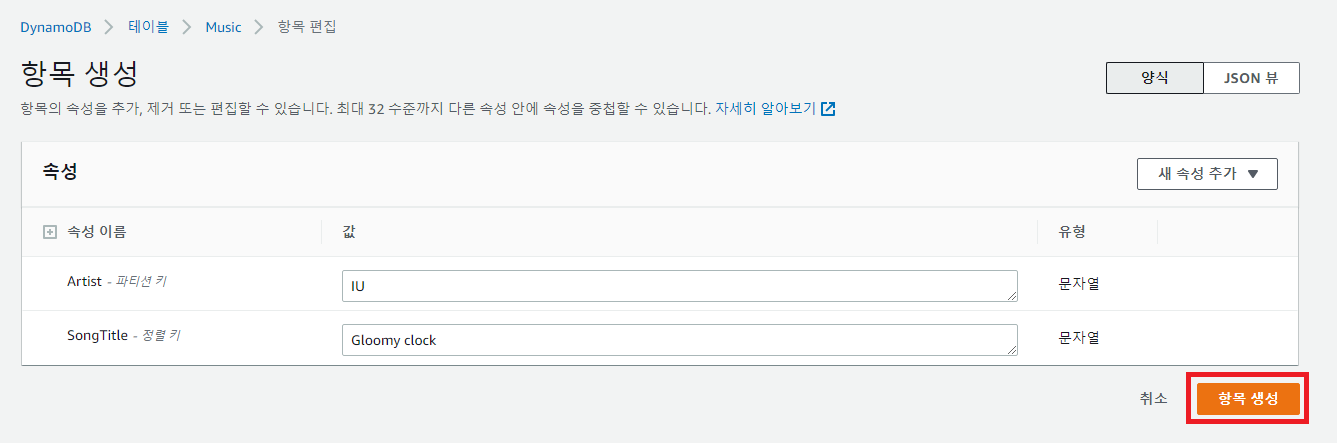 DynamoDB > 테이블 > Music > 항목 편집
항목 생성
양식 JSON 뷰
항목의 속성을 추가, 제거 또는 편집할 수 있습니다. 최대 32 수준까지 다른 속성 안에 속성을 중첩할 수 있습니다. 자세히 알아보기
속성
새 속성 추가 ▼
속성 이름 값 유형
Artist - 파티션 키 IU 문자열
SongTitle - 정렬 키 Gloomy clock 문자열
취소 항목 생성